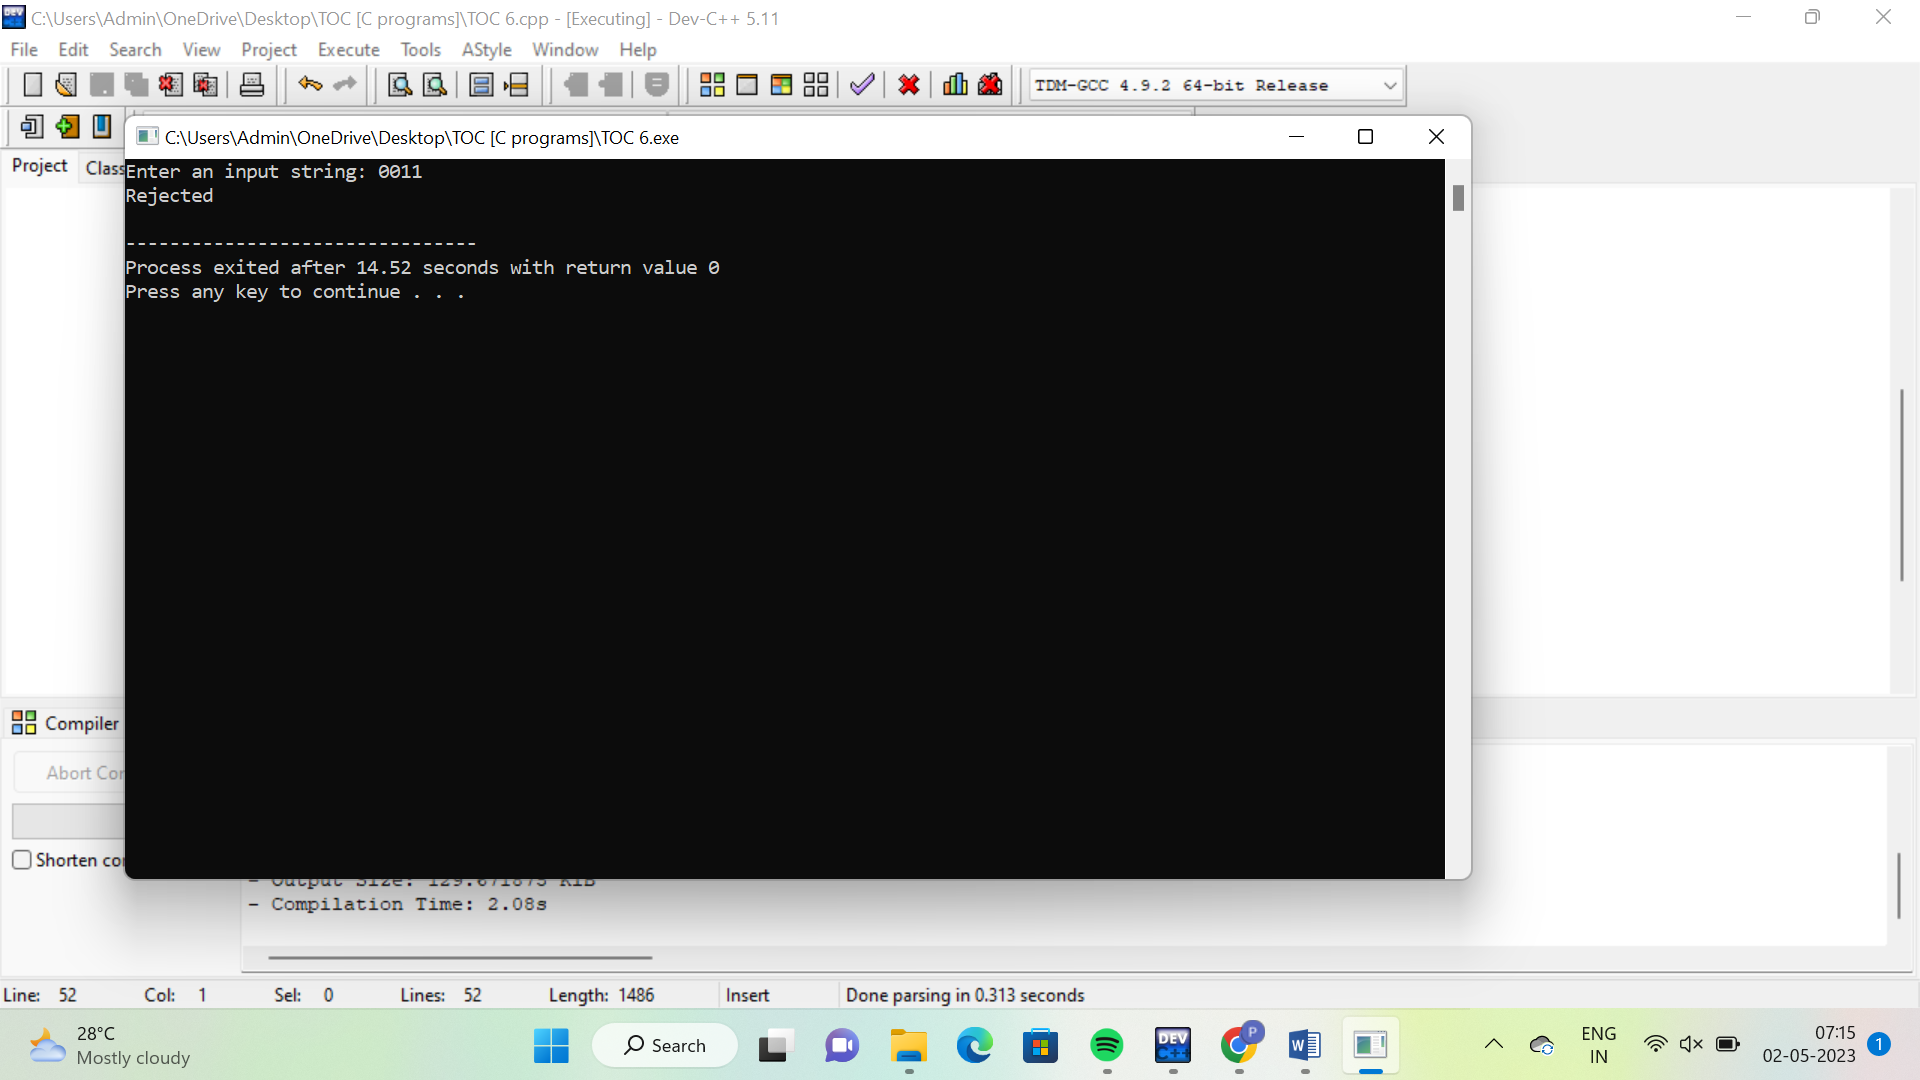 C:\Users\Admin\OneDrive\Desktop\TOC [C programs]\TOC 6.cpp - [Executing] - Dev-C++ 5.11
File Edit Search View Project Execute Tools AStyle Window Help
TDM-GCC 4.9.2 64-bit Release
C:\Users\Admin\OneDrive\Desktop\TOC [C programs]\TOC 6.exe
Project Class
Enter an input string: 0011
Rejected
--------------------------------
Process exited after 14.52 seconds with return value 0
Press any key to continue . . .
Compiler
Abort Co
Shorten co
- Output Size: 129.671875 KiB
- Compilation Time: 2.08s
Line: 52 Col: 1 Sel: 0 Lines: 52 Length: 1486 Insert Done parsing in 0.313 seconds
28°C
Mostly cloudy
Search
DEV
C++
P
W
ENG
IN
07:15
02-05-2023
1